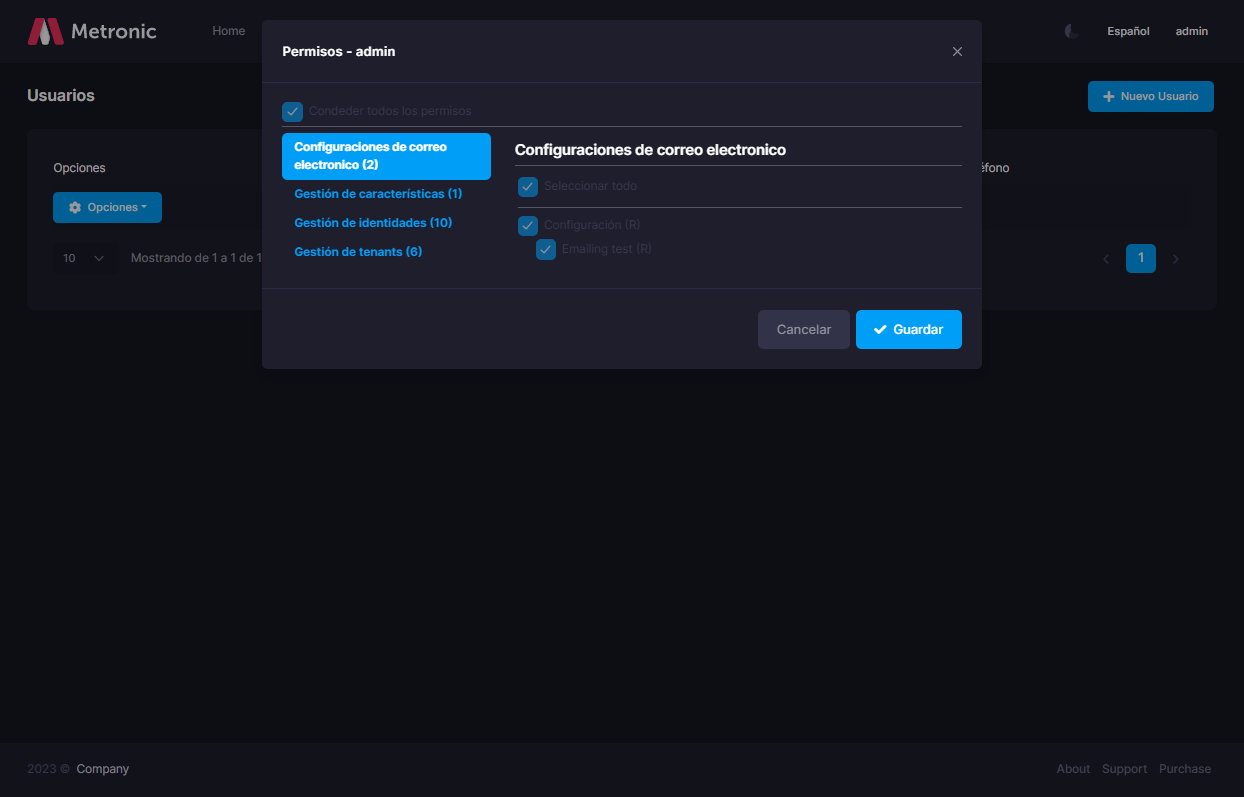 Metronic
Home
Español
admin
Permisos - admin
Usuarios
Nuevo Usuario
Condeder todos los permisos
Configuraciones de correo
electronico (2)
Gestión de características (1)
Gestión de identidades (10)
Gestión de tenants (6)
Configuraciones de correo electronico
Seleccionar todo
Configuración (R)
Emailing test (R)
Opciones
éfono
Opciones
10
Mostrando de 1 a 1 de 1
1
Cancelar
Guardar
2023 © Company
About Support Purchase